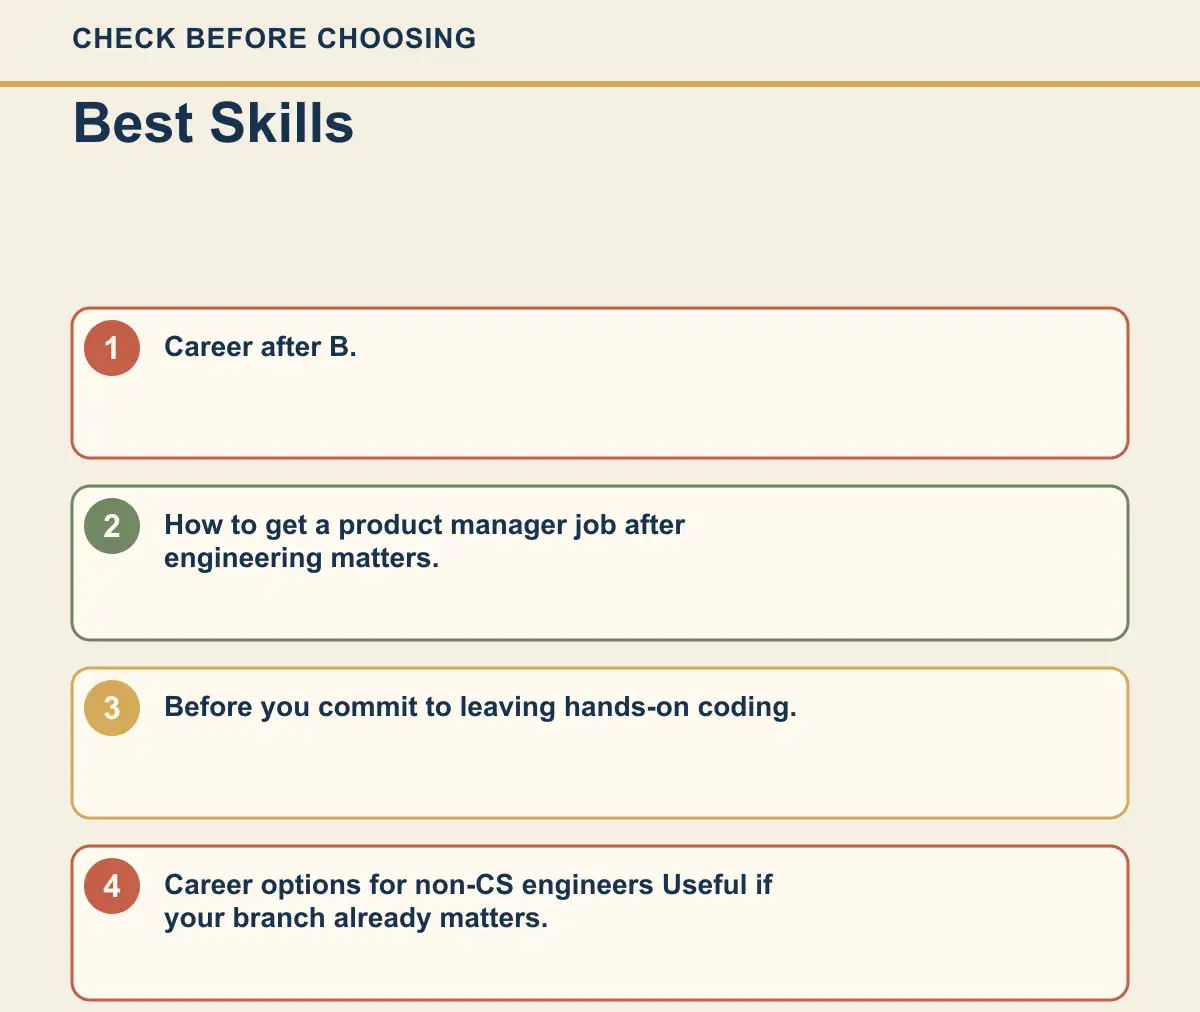 CHECK BEFORE CHOOSING
Best Skills
1
Career after B.
2
How to get a product manager job after
engineering matters.
3
Before you commit to leaving hands-on coding.
4
Career options for non-CS engineers Useful if
your branch already matters.